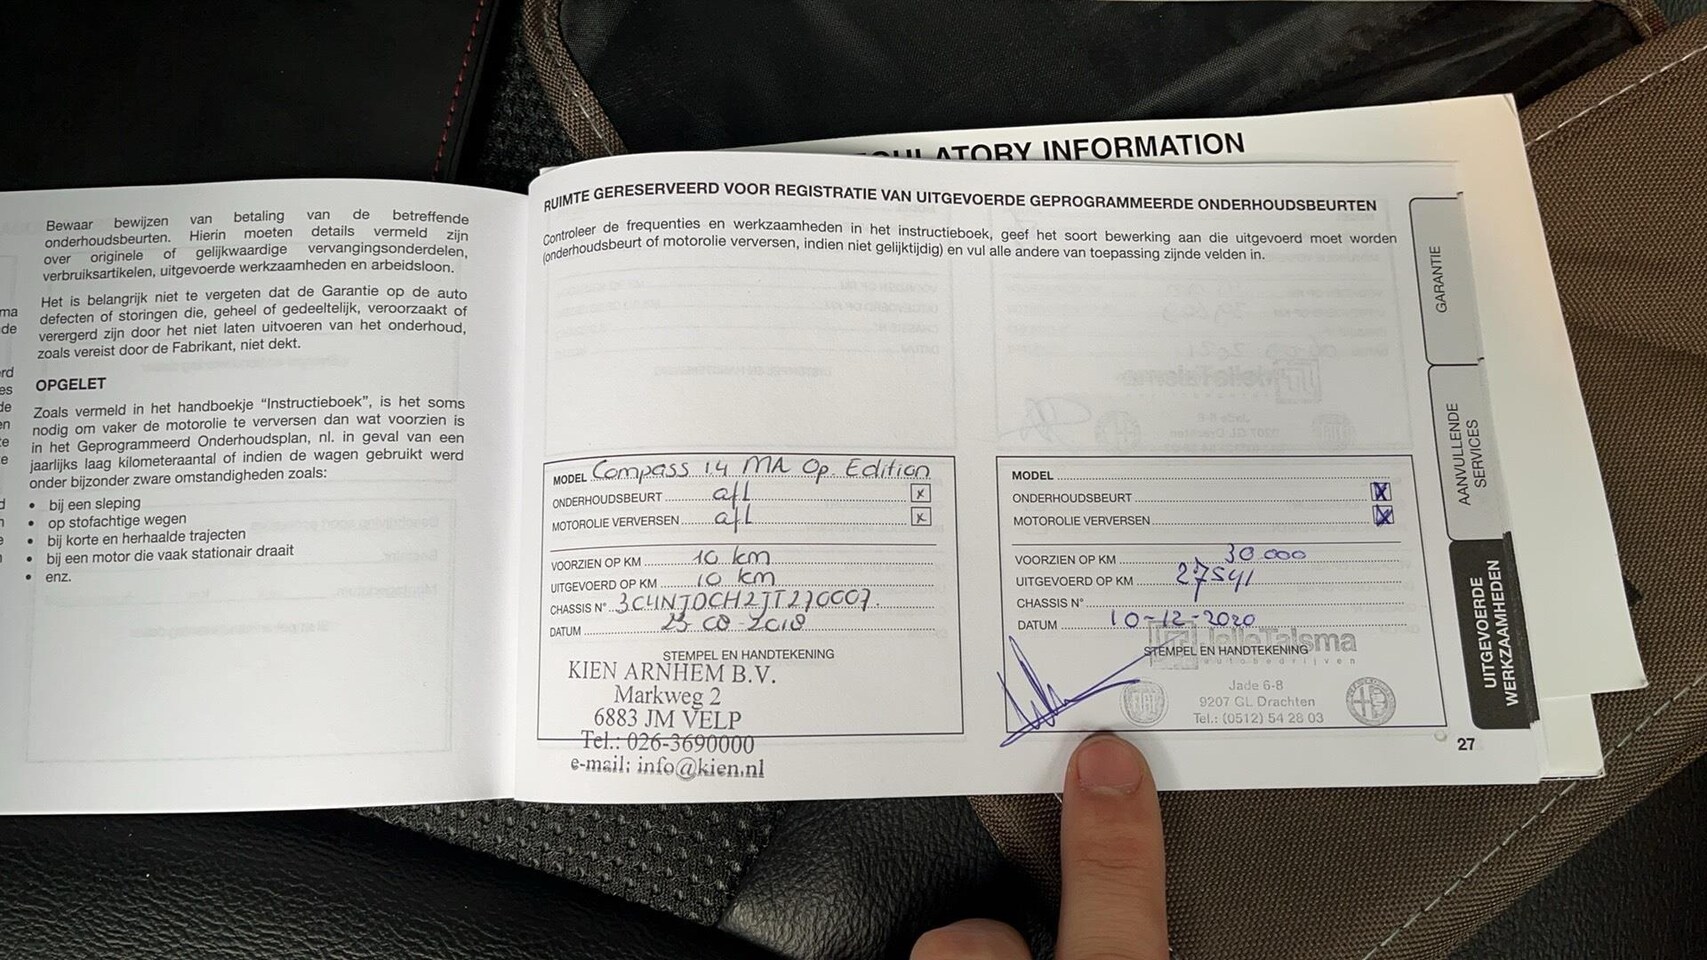 Bewaar bewijzen van betaling van de betreffende
onderhoudsbeurten. Hierin moeten details vermeld zijn
over originele of gelijkwaardige vervangingsonderdelen,
verbruiksartikelen, uitgevoerde werkzaamheden en arbeidsloon.
Het is belangrijk niet te vergeten dat de Garantie op de auto
defecten of storingen die, geheel of gedeeltelijk, veroorzaakt of
verergerd zijn door het niet laten uitvoeren van het onderhoud,
zoals vereist door de Fabrikant, niet dekt.
OPGELET
Zoals vermeld in het handboekje “Instructieboek”, is het soms
nodig om vaker de motorolie te verversen dan wat voorzien is
in het Geprogrammeerd Onderhoudsplan, nl. in geval van een
jaarlijks laag kilometeraantal of indien de wagen gebruikt werd
onder bijzonder zware omstandigheden zoals:
• bij een sleping
• op stofachtige wegen
• bij korte en herhaalde trajecten
• bij een motor die vaak stationair draait
• enz.
REGULATORY INFORMATION
RUIMTE GERESERVEERD VOOR REGISTRATIE VAN UITGEVOERDE GEPROGRAMMEERDE ONDERHOUDSBEURTEN
Controleer de frequenties en werkzaamheden in het instructieboek, geef het soort bewerking aan die uitgevoerd moet worden
(onderhoudsbeurt of motorolie verversen, indien niet gelijktijdig) en vul alle andere van toepassing zijnde velden in.
MODEL Compass 1.4 MA Op. Edition
ONDERHOUDSBEURT afl x
MOTOROLIE VERVERSEN afl x
VOORZIEN OP KM 10 km
UITGEVOERD OP KM 10 km
CHASSIS N° 3C4NJDCH2JT270007.
DATUM 23-08-2018
STEMPEL EN HANDTEKENING
KIEN ARNHEM B.V.
Markweg 2
6883 JM VELP
Tel.: 026-3690000
e-mail: info@kien.nl
MODEL
ONDERHOUDSBEURT x
MOTOROLIE VERVERSEN x
VOORZIEN OP KM 30.000
UITGEVOERD OP KM 27541
CHASSIS N°
DATUM 10-12-2020
JelleTalsma
STEMPEL EN HANDTEKENING
autobedrijven
Jade 6-8
9207 GL Drachten
Tel.: (0512) 54 28 03
27
GARANTIE
AANVULLENDE
SERVICES
UITGEVOERDE
WERKZAAMHEDEN